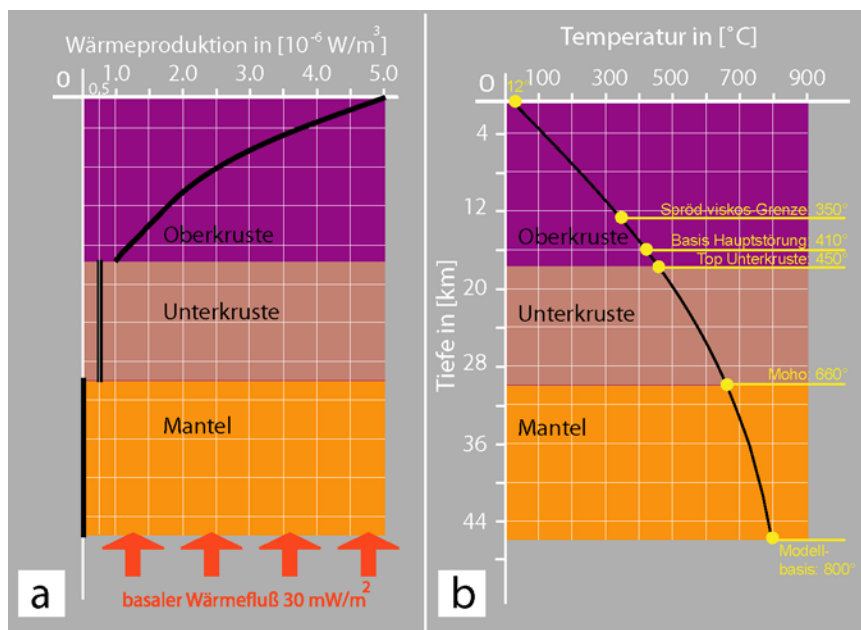 Wärmeproduktion in [10⁻⁶ W/m³]
0
0,5
1.0
2.0
3.0
4.0
5.0
Oberkruste
Unterkruste
Mantel
basaler Wärmefluß 30 mW/m²
a
Temperatur in [°C]
0
100
300
500
700
900
12°
4
12
20
28
36
44
Tiefe in [km]
Spröd-viskos-Grenze: 350°
Oberkruste
Basis Hauptstörung: 410°
Top Unterkruste: 450°
Unterkruste
Moho: 660°
Mantel
Modell-
basis: 800°
b